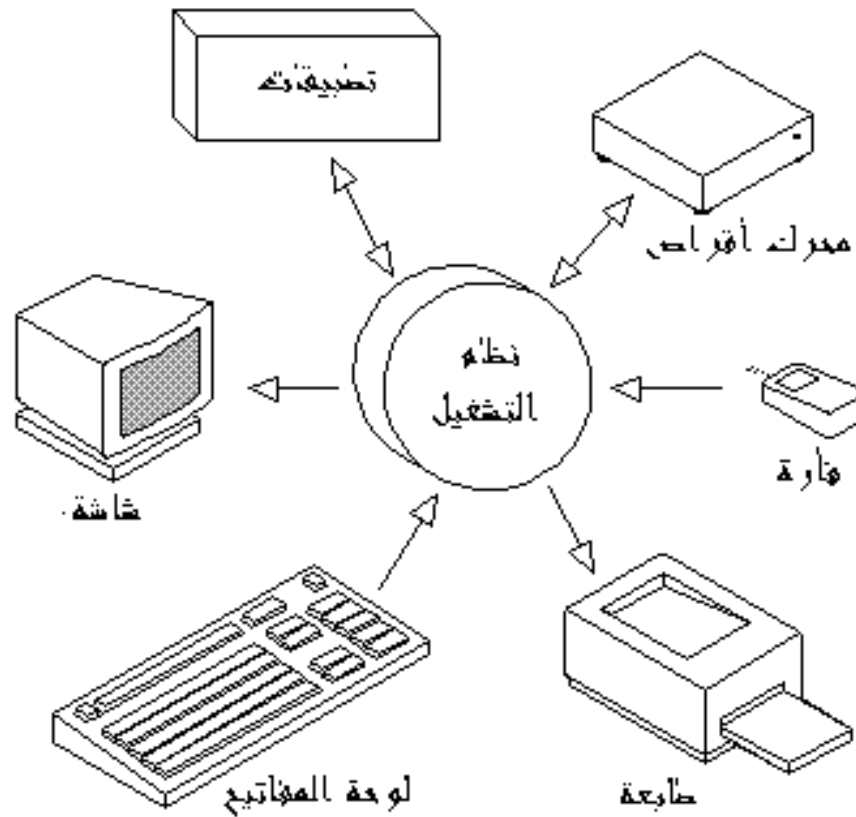 تطبيقات
محرك أقراص
نظام
التشغيل
فأرة
شاشة
لوحة المفاتيح
طابعة